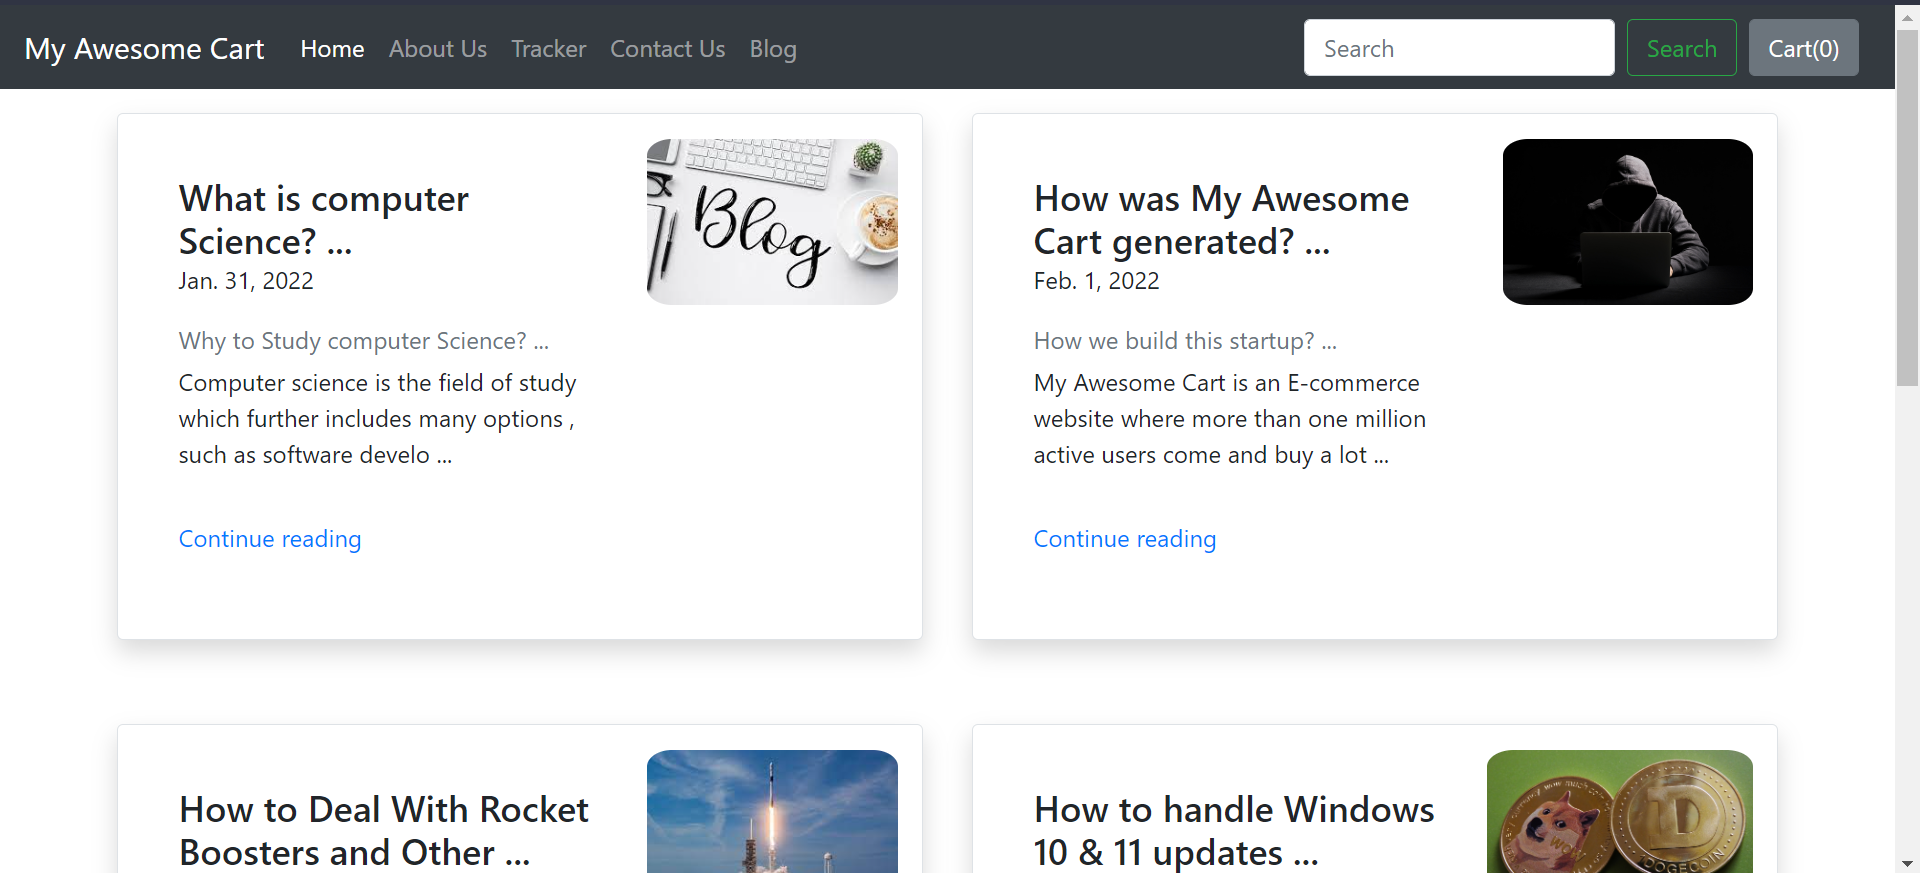 My Awesome Cart Home About Us Tracker Contact Us Blog Search Search Cart(0)
What is computer
Science? ...
Jan. 31, 2022
Why to Study computer Science? ...
Computer science is the field of study
which further includes many options ,
such as software develo ...
Continue reading
Blog
How was My Awesome
Cart generated? ...
Feb. 1, 2022
How we build this startup? ...
My Awesome Cart is an E-commerce
website where more than one million
active users come and buy a lot ...
Continue reading
How to Deal With Rocket
Boosters and Other ...
How to handle Windows
10 & 11 updates ...
WOW
DOGECOIN